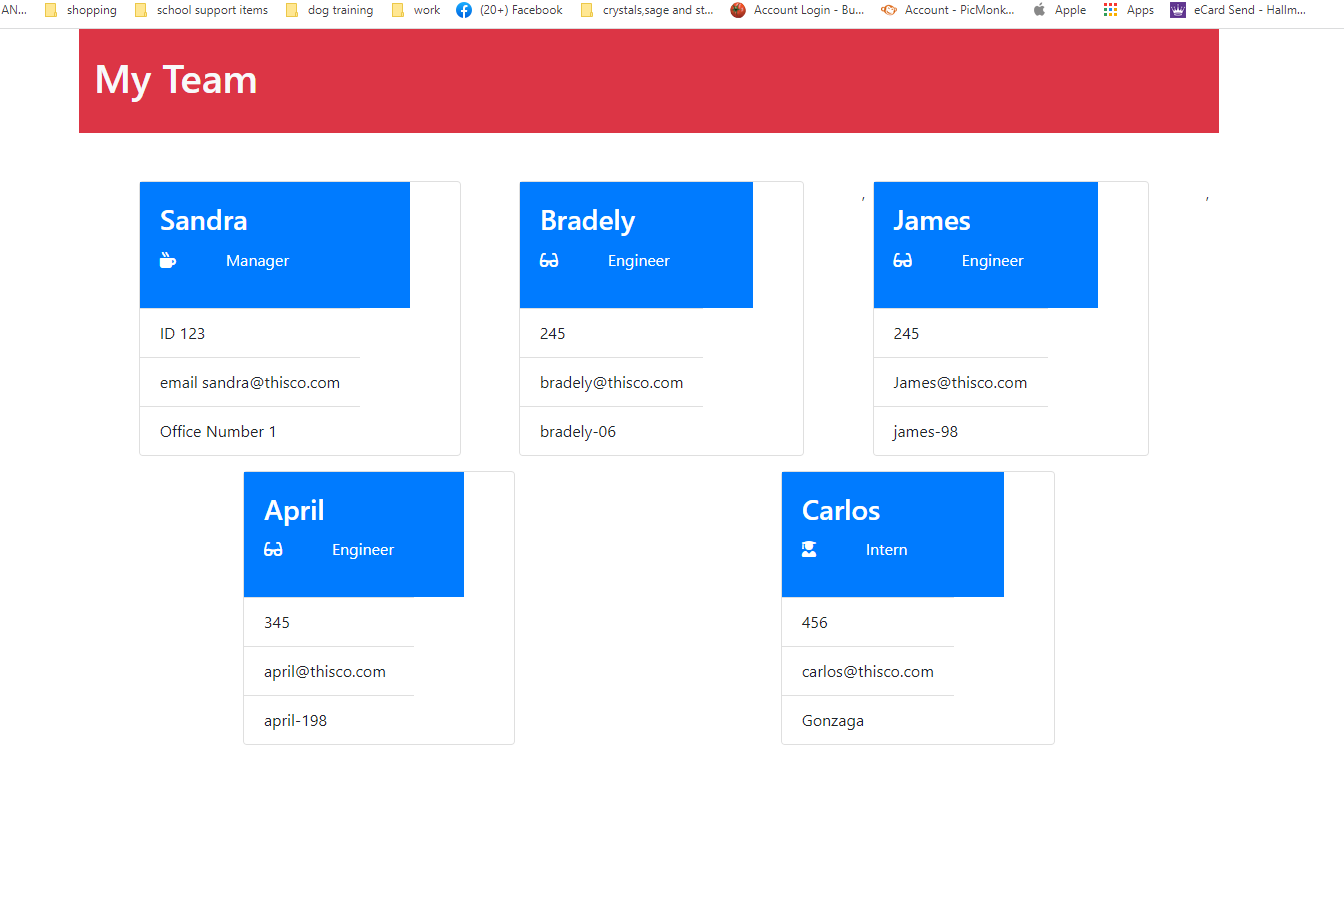 AN... shopping school support items dog training work (20+) Facebook crystals,sage and st... Account Login - Bu... Account - PicMonk... Apple Apps eCard Send - Hallm...
My Team
Sandra
Manager
ID 123
email sandra@thisco.com
Office Number 1
Bradely
Engineer
245
bradely@thisco.com
bradely-06
,
James
Engineer
245
James@thisco.com
james-98
,
April
Engineer
345
april@thisco.com
april-198
Carlos
Intern
456
carlos@thisco.com
Gonzaga